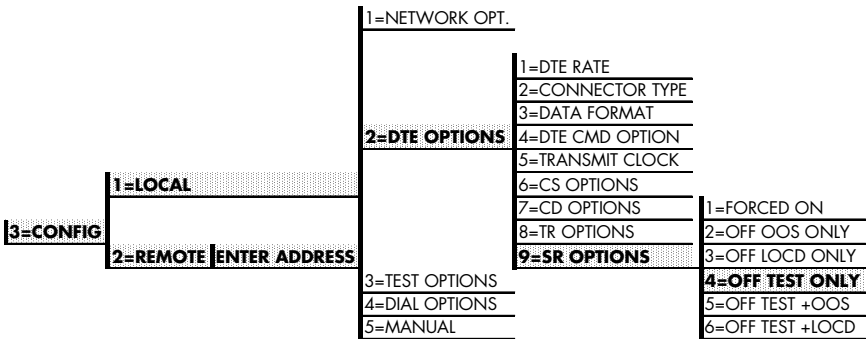 1=NETWORK OPT.
1=DTE RATE
2=CONNECTOR TYPE
3=DATA FORMAT
2=DTE OPTIONS
4=DTE CMD OPTION
5=TRANSMIT CLOCK
1=LOCAL
6=CS OPTIONS
7=CD OPTIONS
1=FORCED ON
3=CONFIG
8=TR OPTIONS
2=OFF OOS ONLY
2=REMOTE ENTER ADDRESS
9=SR OPTIONS
3=OFF LOCD ONLY
3=TEST OPTIONS
4=OFF TEST ONLY
4=DIAL OPTIONS
5=OFF TEST +OOS
5=MANUAL
6=OFF TEST +LOCD